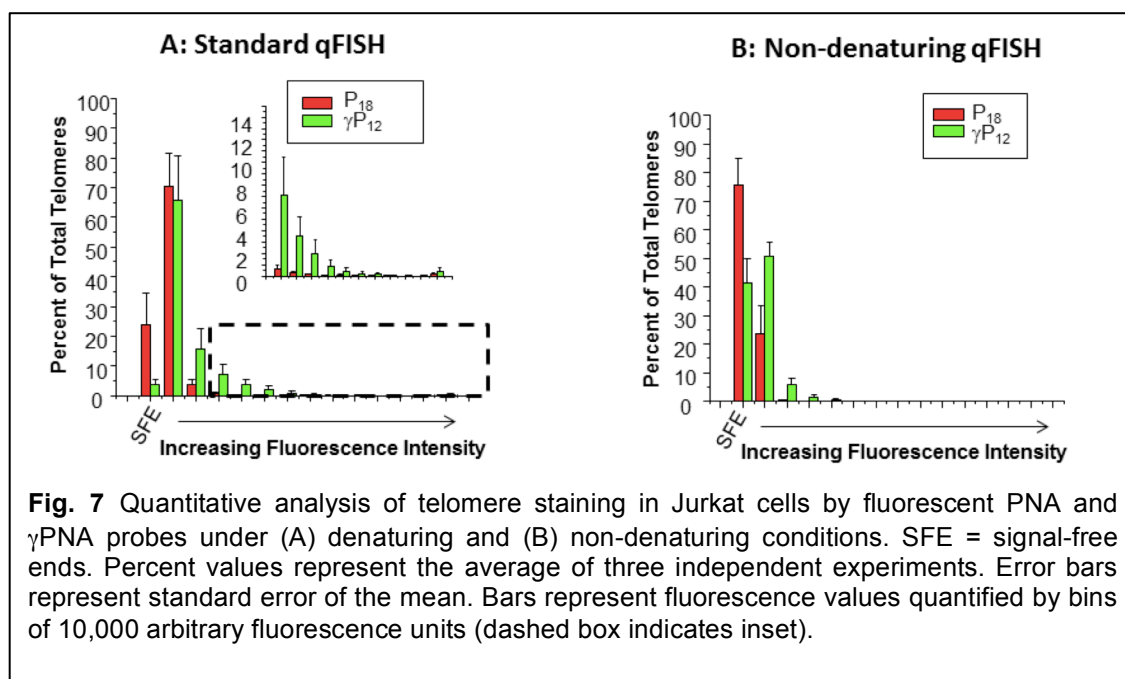 A: Standard qFISH
B: Non-denaturing qFISH
Percent of Total Telomeres
100
90
80
70
60
50
40
30
20
10
0
14
12
10
8
6
4
2
0
P18
γP12
SFE
Increasing Fluorescence Intensity
Percent of Total Telomeres
100
90
80
70
60
50
40
30
20
10
0
P18
γP12
SFE
Increasing Fluorescence Intensity
Fig. 7 Quantitative analysis of telomere staining in Jurkat cells by fluorescent PNA and
γPNA probes under (A) denaturing and (B) non-denaturing conditions. SFE = signal-free
ends. Percent values represent the average of three independent experiments. Error bars
represent standard error of the mean. Bars represent fluorescence values quantified by bins
of 10,000 arbitrary fluorescence units (dashed box indicates inset).